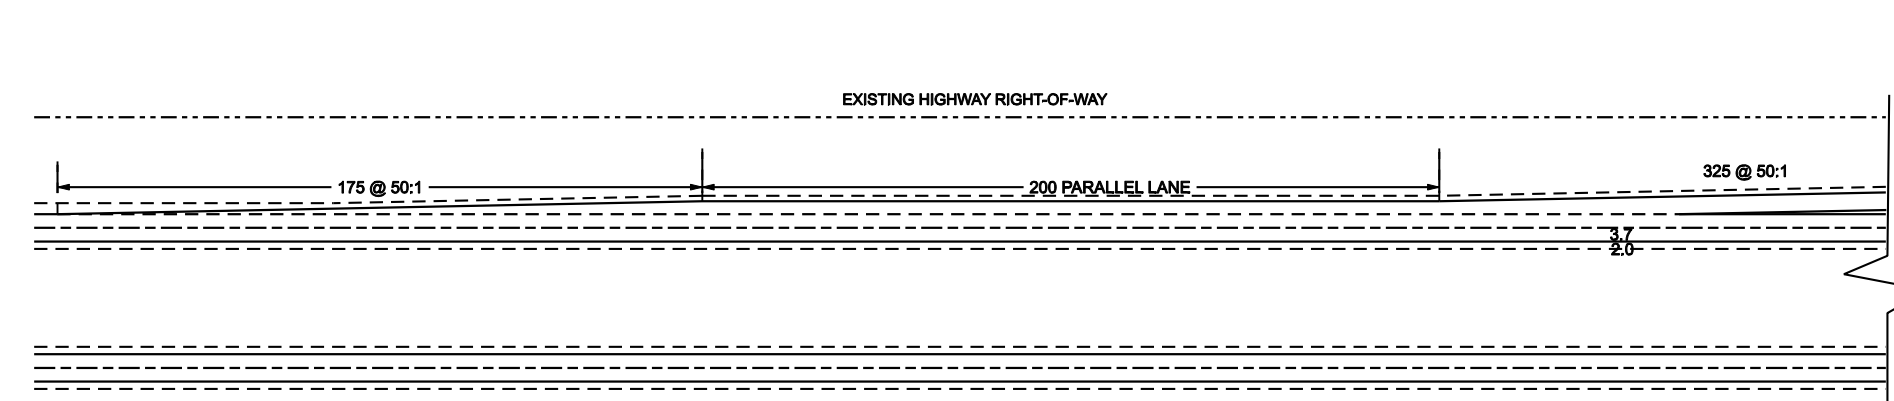 EXISTING HIGHWAY RIGHT-OF-WAY
325 @ 50:1
175 @ 50:1
200 PARALLEL LANE
3.7
2.0